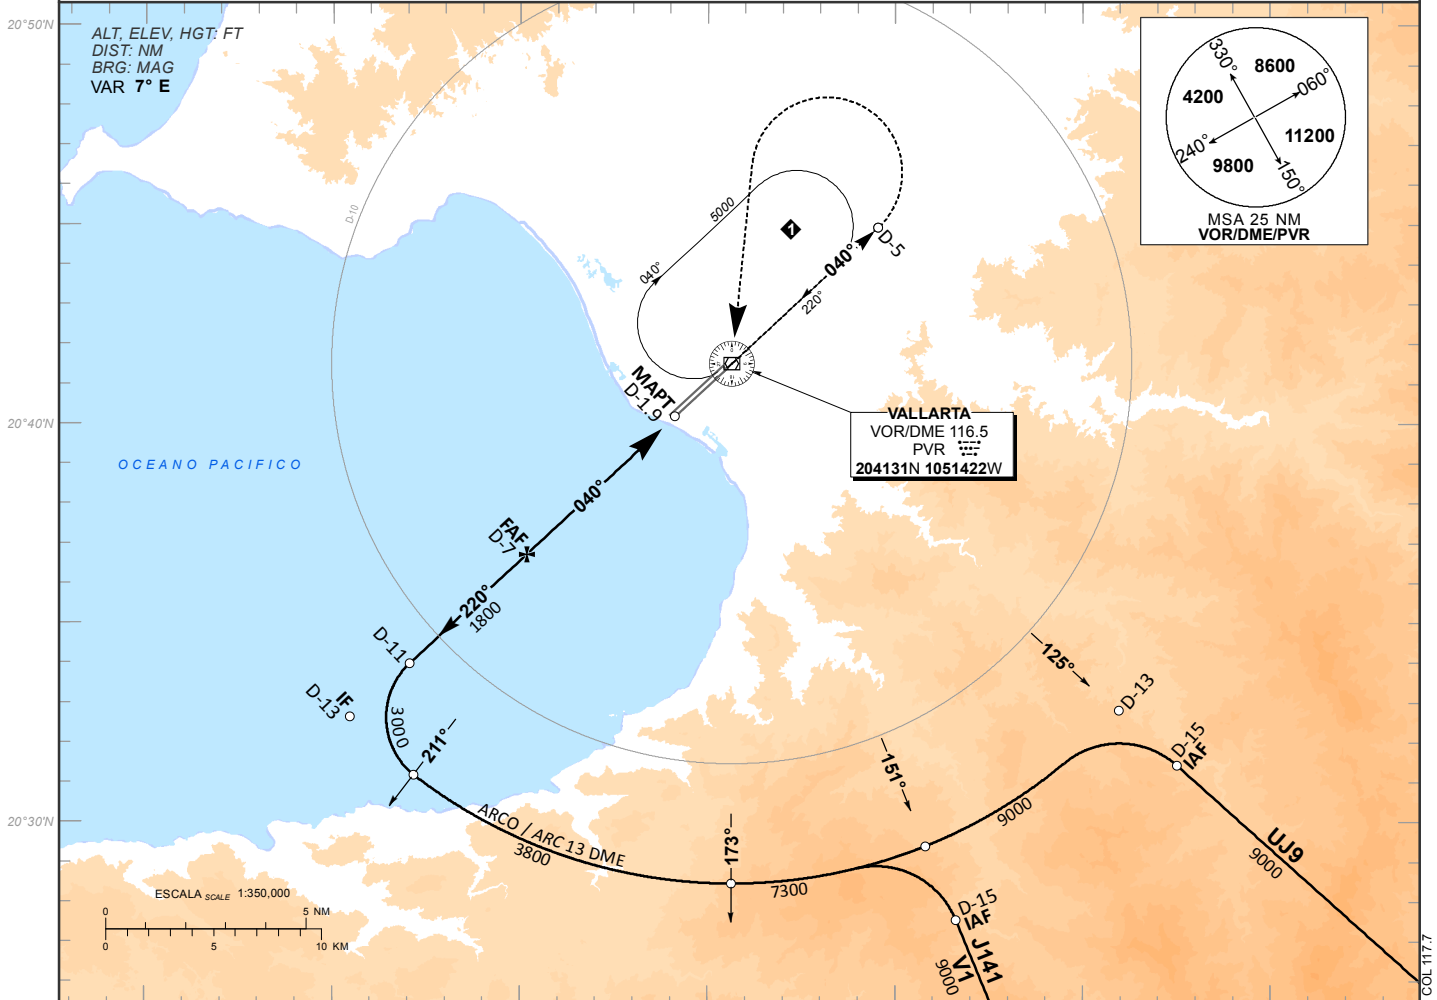 20°50'N
ALT, ELEV, HGT: FT
DIST: NM
BRG: MAG
VAR 7° E
330°
8600
060°
4200
11200
240°
9800
150°
MSA 25 NM
VOR/DME/PVR
D-10
5000
1
040°
040°
D-5
220°
MAPT
D-1.9
20°40'N
VALLARTA
VOR/DME 116.5
PVR
204131N 1051422W
OCEANO PACIFICO
040°
FAF
D-7
220°
1800
D-11
IF
D-13
3000
211°
125°
D-13
D-15
IAF
151°
20°30'N
ARCO / ARC 13 DME
3800
173°
7300
9000
UJ9
9000
D-15
IAF
J141
V1
9000
ESCALA SCALE 1:350,000
0 5 NM
0 5 10 KM
COL 117.7